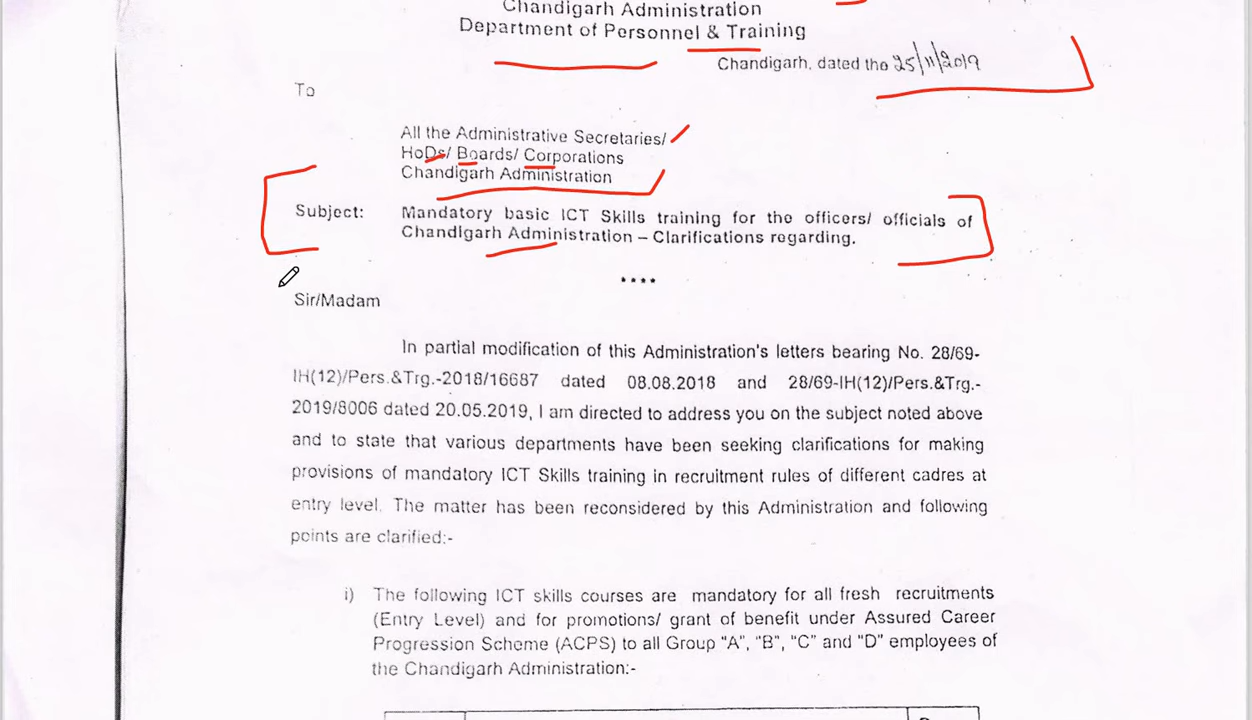 Chandigarh Administration
Department of Personnel & Training
Chandigarh, dated the 25/11/2019
To
All the Administrative Secretaries/
HoDs/ Boards/ Corporations
Chandigarh Administration
Subject: Mandatory basic ICT Skills training for the officers/ officials of
Chandigarh Administration – Clarifications regarding.
****
Sir/Madam
In partial modification of this Administration's letters bearing No. 28/69-
IH(12)/Pers.&Trg.-2018/16687 dated 08.08.2018 and 28/69-IH(12)/Pers.&Trg.-
2019/8006 dated 20.05.2019, I am directed to address you on the subject noted above
and to state that various departments have been seeking clarifications for making
provisions of mandatory ICT Skills training in recruitment rules of different cadres at
entry level. The matter has been reconsidered by this Administration and following
points are clarified:-
i) The following ICT skills courses are mandatory for all fresh recruitments
(Entry Level) and for promotions/ grant of benefit under Assured Career
Progression Scheme (ACPS) to all Group "A", "B", "C" and "D" employees of
the Chandigarh Administration:-